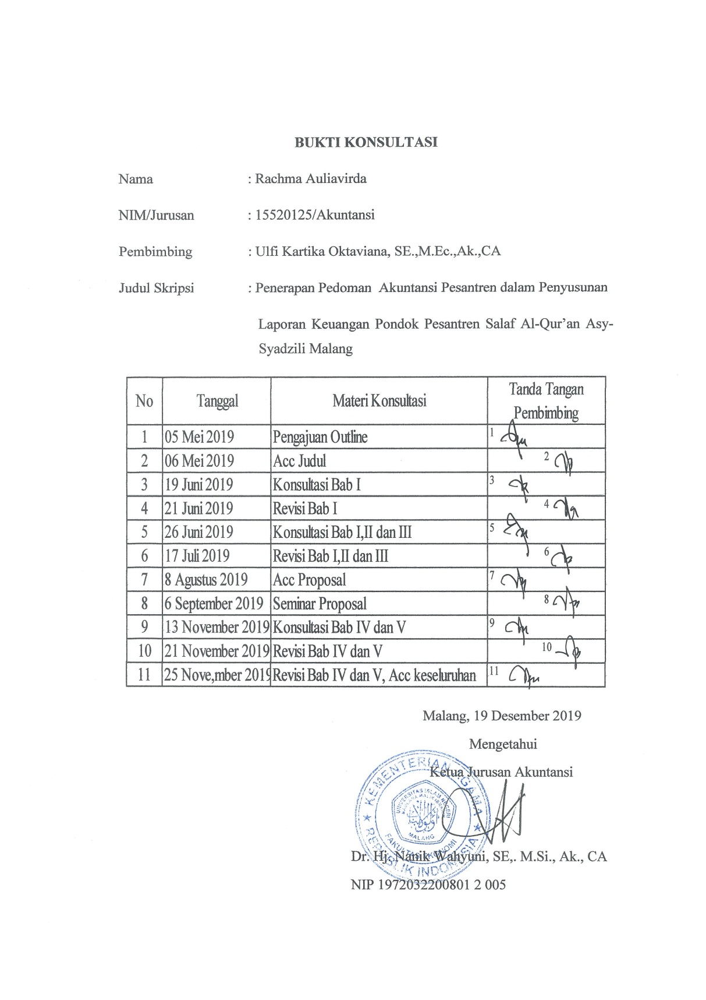 BUKTI KONSULTASI
Nama : Rachma Auliavirda
NIM/Jurusan : 15520125/Akuntansi
Pembimbing : Ulfi Kartika Oktaviana, SE.,M.Ec.,Ak.,CA
Judul Skripsi : Penerapan Pedoman Akuntansi Pesantren dalam Penyusunan
Laporan Keuangan Pondok Pesantren Salaf Al-Qur’an Asy-
Syadzili Malang
No Tanggal Materi Konsultasi Tanda Tangan
Pembimbing
1 05 Mei 2019 Pengajuan Outline 1
2 06 Mei 2019 Acc Judul 2
3 19 Juni 2019 Konsultasi Bab I 3
4 21 Juni 2019 Revisi Bab I 4
5 26 Juni 2019 Konsultasi Bab I,II dan III 5
6 17 Juli 2019 Revisi Bab I,II dan III 6
7 8 Agustus 2019 Acc Proposal 7
8 6 September 2019 Seminar Proposal 8
9 13 November 2019 Konsultasi Bab IV dan V 9
10 21 November 2019 Revisi Bab IV dan V 10
11 25 Nove,mber 2019 Revisi Bab IV dan V, Acc keseluruhan 11
Malang, 19 Desember 2019
Mengetahui
Ketua Jurusan Akuntansi
KEMENTERIAN AGAMA
UNIVERSITAS ISLAM NEGERI
MAULANA MALIK IBRAHIM
MALANG
FAKULTAS EKONOMI
REPUBLIK INDONESIA
Dr. Hj. Nanik Wahyuni, SE,. M.Si., Ak., CA
NIP 1972032200801 2 005